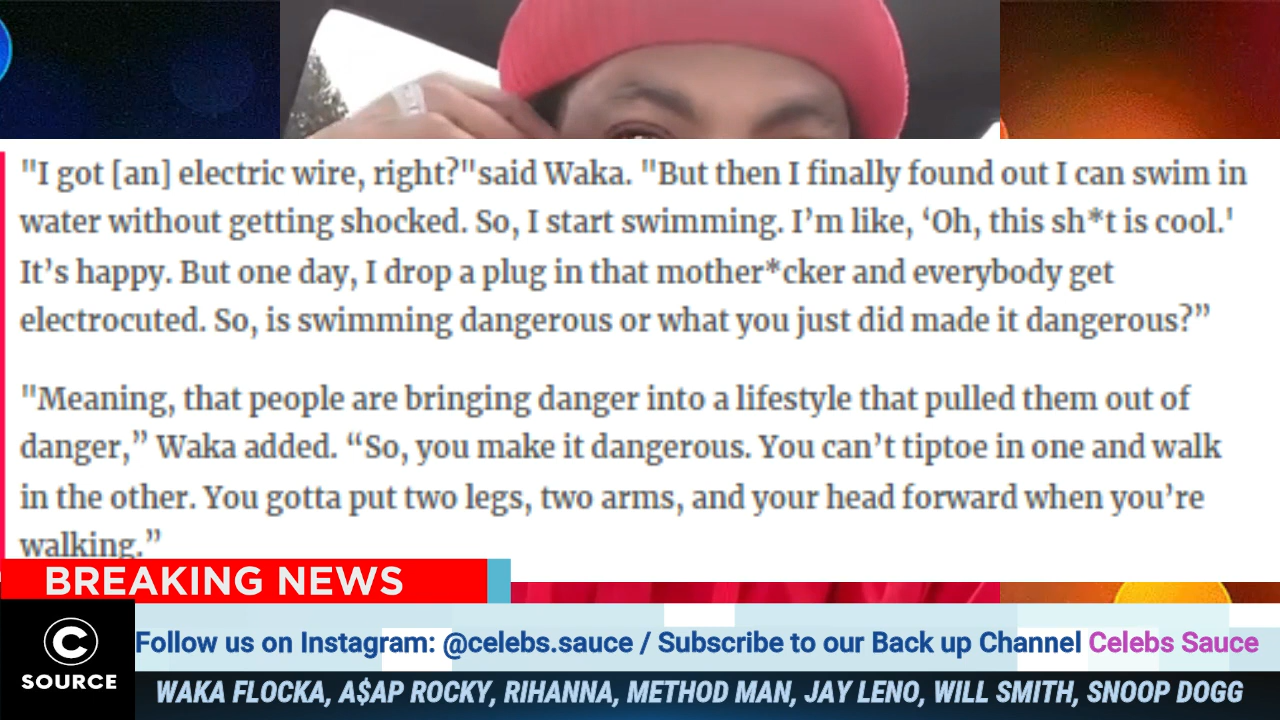 "I got [an] electric wire, right?"said Waka. "But then I finally found out I can swim in
water without getting shocked. So, I start swimming. I’m like, ‘Oh, this sh*t is cool.'
It’s happy. But one day, I drop a plug in that mother*cker and everybody get
electrocuted. So, is swimming dangerous or what you just did made it dangerous?”
"Meaning, that people are bringing danger into a lifestyle that pulled them out of
danger,” Waka added. “So, you make it dangerous. You can’t tiptoe in one and walk
in the other. You gotta put two legs, two arms, and your head forward when you’re
walking.”
BREAKING NEWS
C
SOURCE
Follow us on Instagram: @celebs.sauce / Subscribe to our Back up Channel Celebs Sauce
WAKA FLOCKA, A$AP ROCKY, RIHANNA, METHOD MAN, JAY LENO, WILL SMITH, SNOOP DOGG